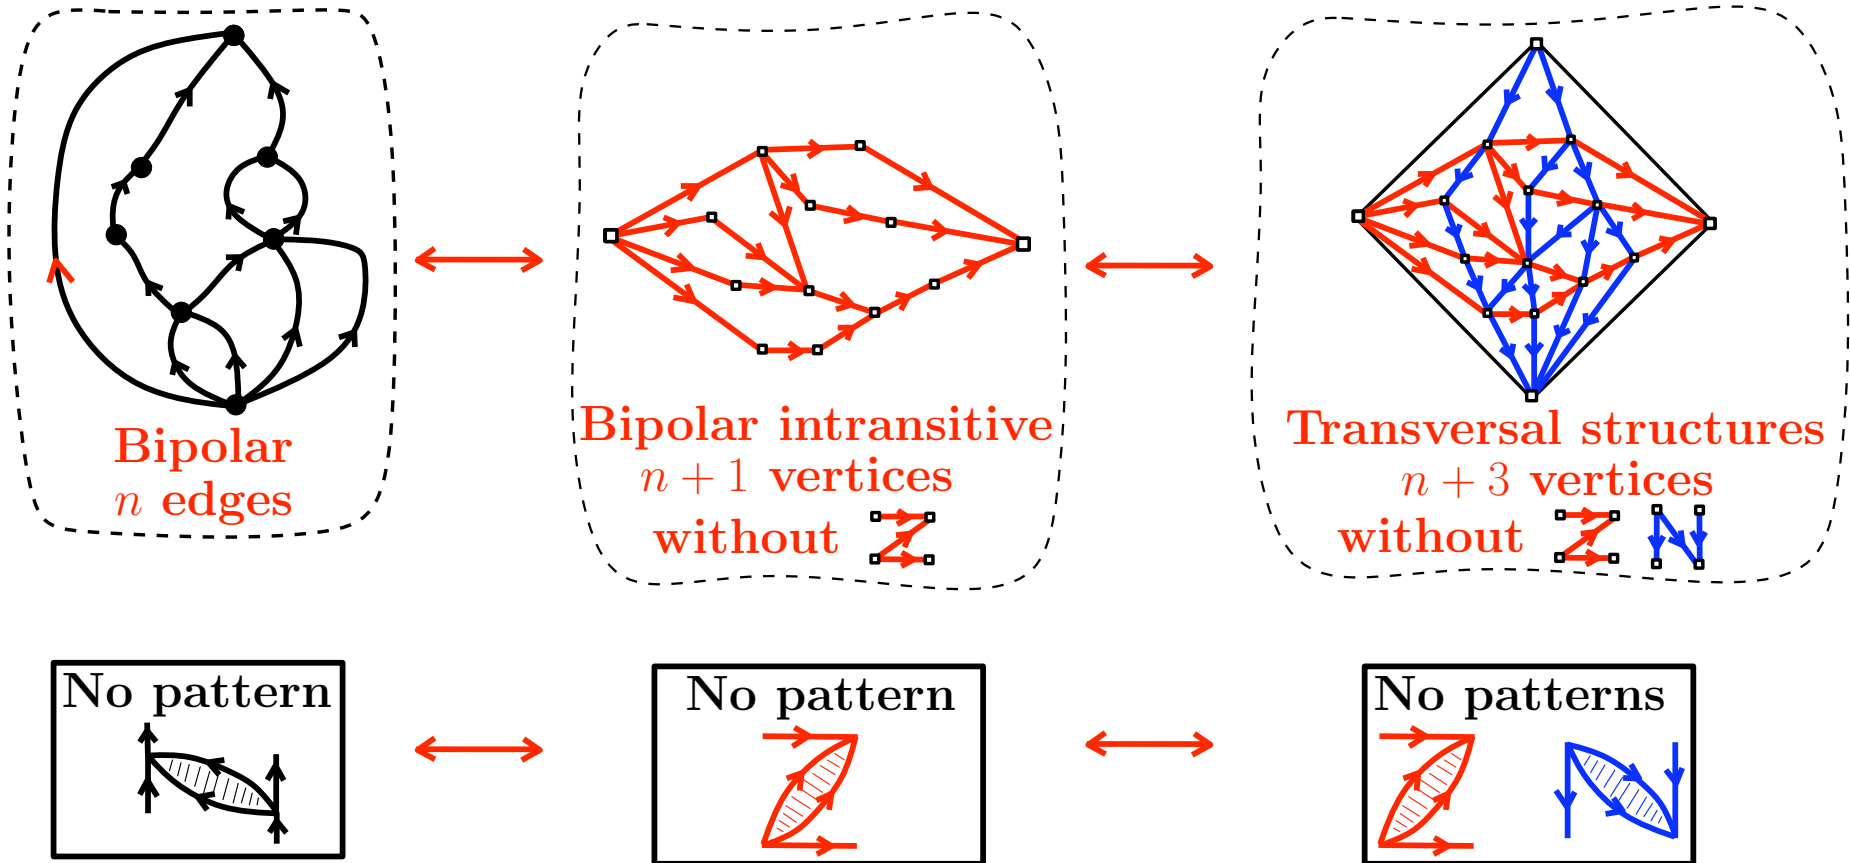 Bipolar
n edges
Bipolar intransitive
n + 1 vertices
without
Transversal structures
n + 3 vertices
without
No pattern
No pattern
No patterns